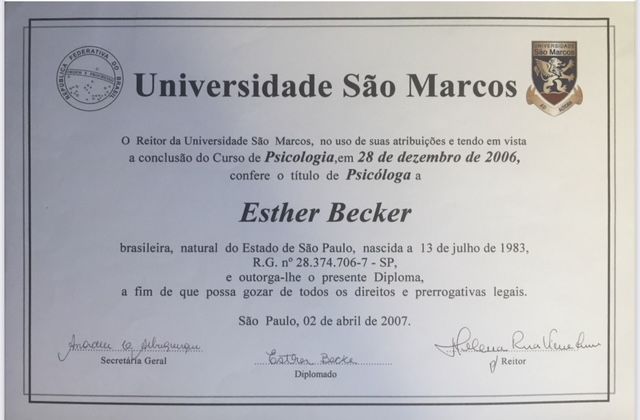 REPÚBLICA FEDERATIVA DO BRASIL
ORDEM E PROGRESSO
Universidade São Marcos
UNIVERSIDADE
São Marcos
O Reitor da Universidade São Marcos, no uso de suas atribuições e tendo em vista
a conclusão do Curso de Psicologia,em 28 de dezembro de 2006,
confere o título de Psicóloga a
Esther Becker
brasileira, natural do Estado de São Paulo, nascida a 13 de julho de 1983,
R.G. nº 28.374.706-7 - SP,
e outorga-lhe o presente Diploma,
a fim de que possa gozar de todos os direitos e prerrogativas legais.
São Paulo, 02 de abril de 2007.
Esther Becker
Secretária Geral
Diplomado
p/ Reitor